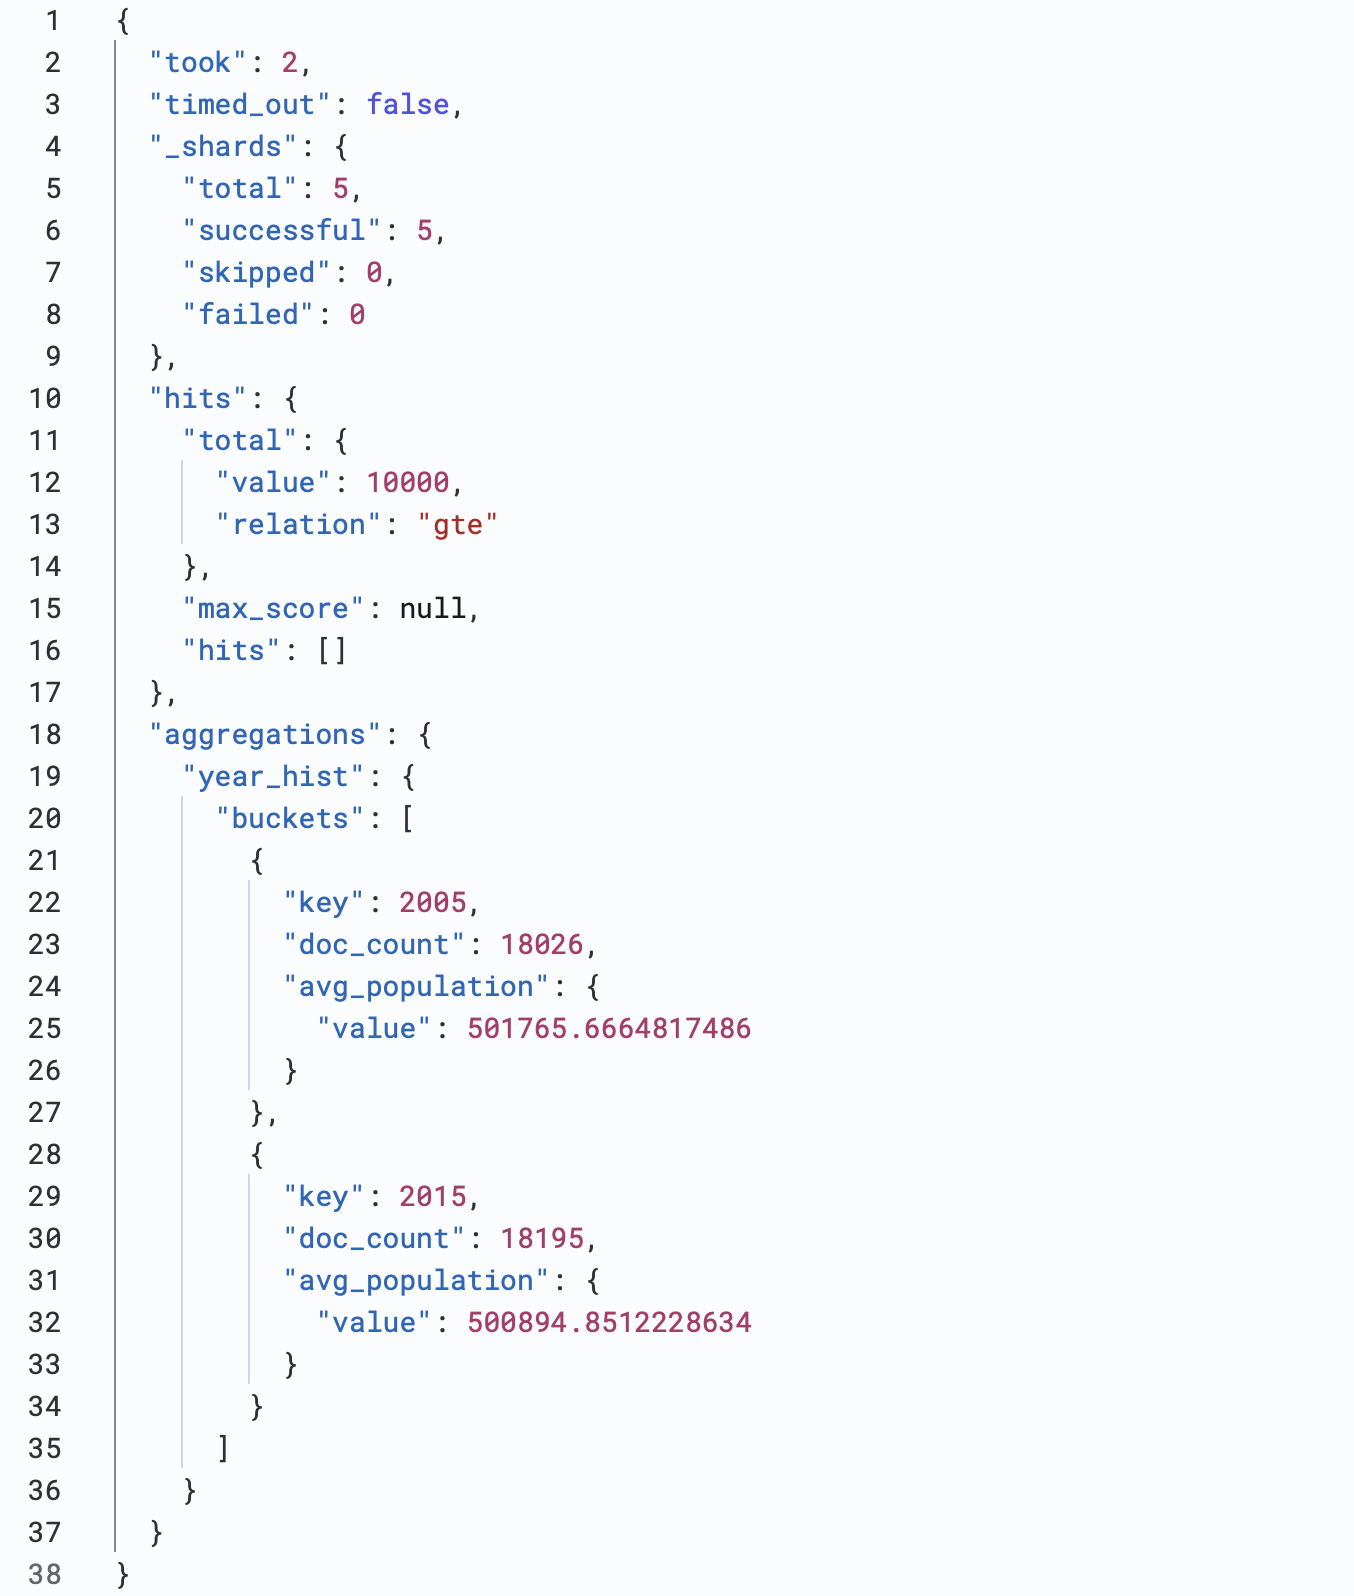 1 {
2 "took": 2,
3 "timed_out": false,
4 "_shards": {
5 "total": 5,
6 "successful": 5,
7 "skipped": 0,
8 "failed": 0
9 },
10 "hits": {
11 "total": {
12 "value": 10000,
13 "relation": "gte"
14 },
15 "max_score": null,
16 "hits": []
17 },
18 "aggregations": {
19 "year_hist": {
20 "buckets": [
21 {
22 "key": 2005,
23 "doc_count": 18026,
24 "avg_population": {
25 "value": 501765.6664817486
26 }
27 },
28 {
29 "key": 2015,
30 "doc_count": 18195,
31 "avg_population": {
32 "value": 500894.8512228634
33 }
34 }
35 ]
36 }
37 }
38 }